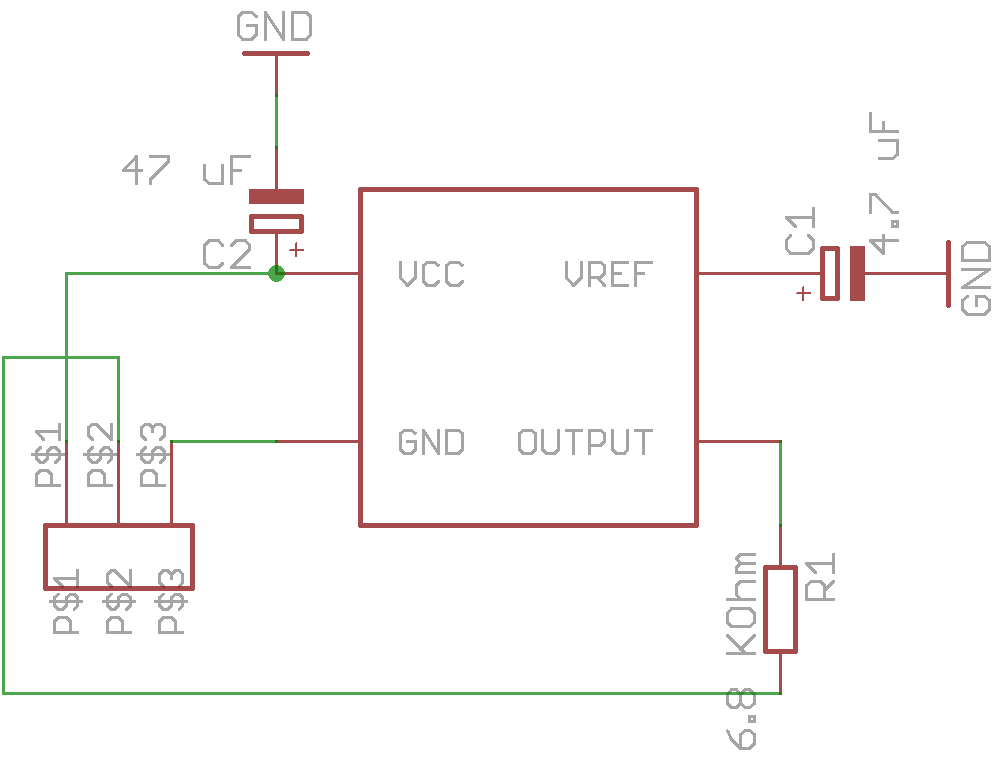 GND
47 uF
C2
+
VCC
VREF
C1
+
4.7 uF
GND
GND
OUTPUT
P$1
P$2
P$3
P$1
P$2
P$3
6.8 KOhm
R1